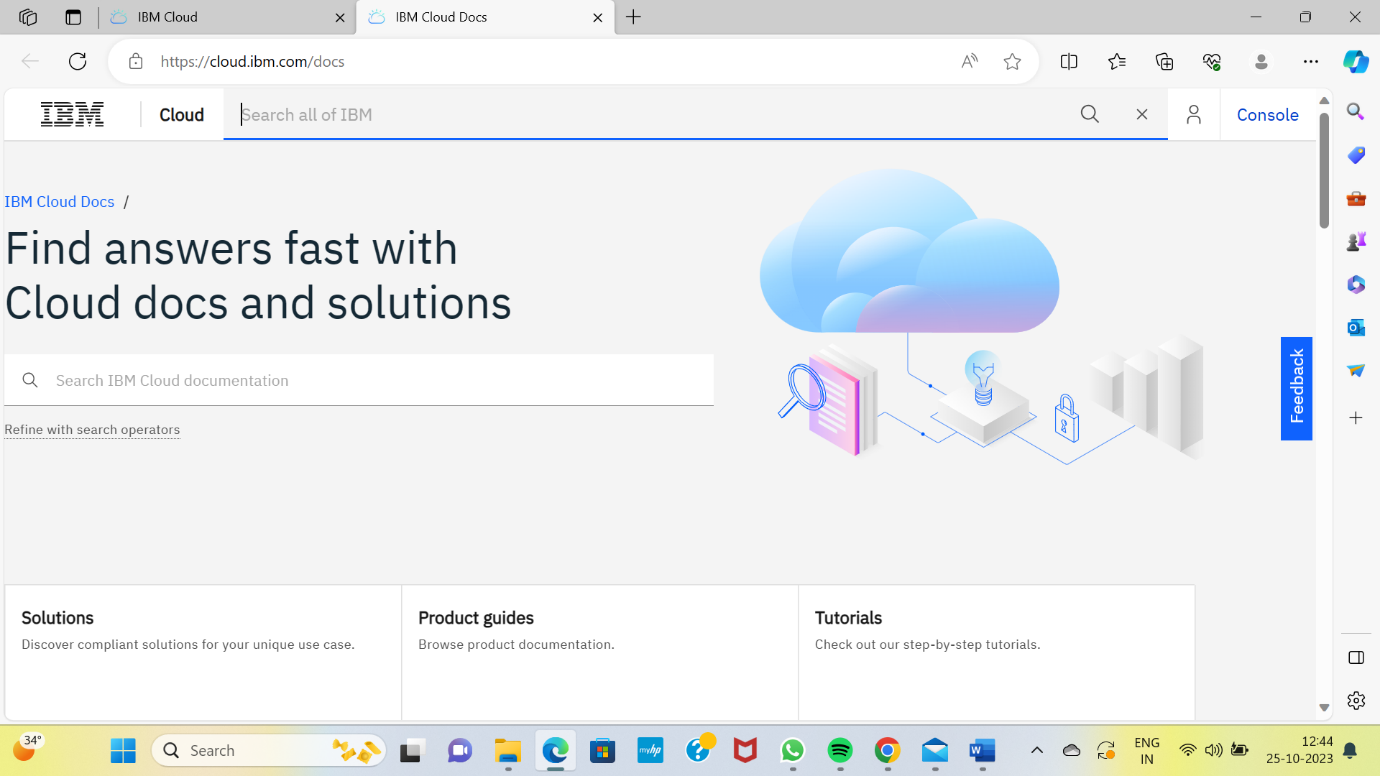 IBM Cloud
IBM Cloud Docs
https://cloud.ibm.com/docs
IBM Cloud
Search all of IBM
Console
IBM Cloud Docs /
Find answers fast with
Cloud docs and solutions
Search IBM Cloud documentation
Refine with search operators
Feedback
Solutions
Discover compliant solutions for your unique use case.
Product guides
Browse product documentation.
Tutorials
Check out our step-by-step tutorials.
34°
Search
myhp
ENG
IN
12:44
25-10-2023